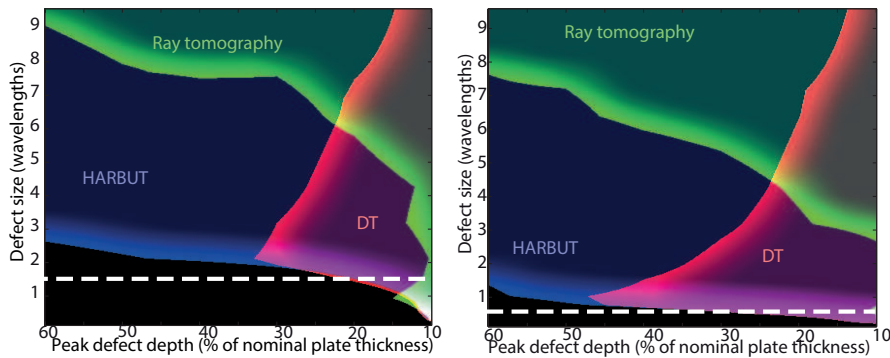 Defect size (wavelengths)
9
8
7
6
5
4
3
2
1
Ray tomography
HARBUT
DT
60 50 40 30 20 10
Peak defect depth (% of nominal plate thickness)
Defect size (wavelengths)
9
8
7
6
5
4
3
2
1
Ray tomography
HARBUT
DT
60 50 40 30 20 10
Peak defect depth (% of nominal plate thickness)